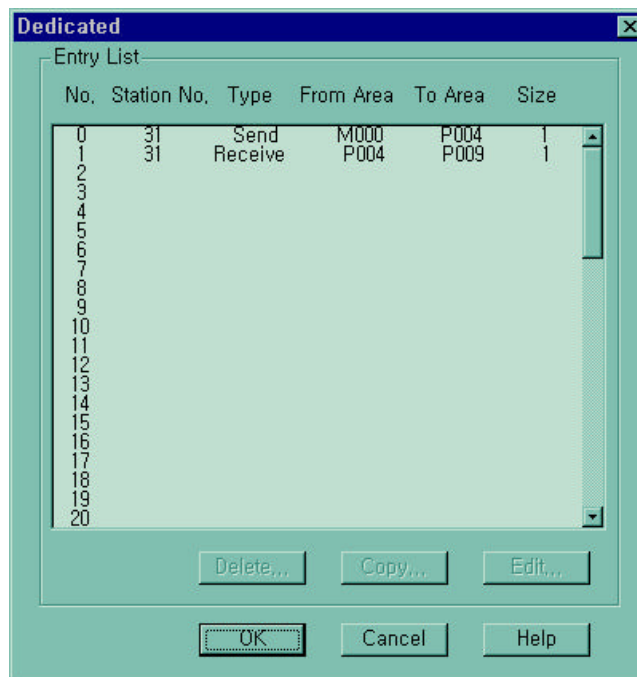 Dedicated
Entry List
No. Station No. Type From Area To Area Size
0 31 Send M000 P004 1
1 31 Receive P004 P009 1
2
3
4
5
6
7
8
9
10
11
12
13
14
15
16
17
18
19
20
Delete... Copy... Edit...
OK Cancel Help